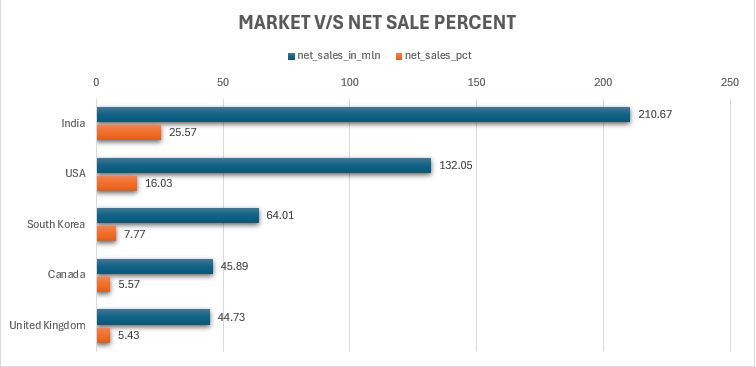 MARKET V/S NET SALE PERCENT
net_sales_in_mln net_sales_pct
0 50 100 150 200 250
India 210.67
25.57
USA 132.05
16.03
South Korea 64.01
7.77
Canada 45.89
5.57
United Kingdom 44.73
5.43